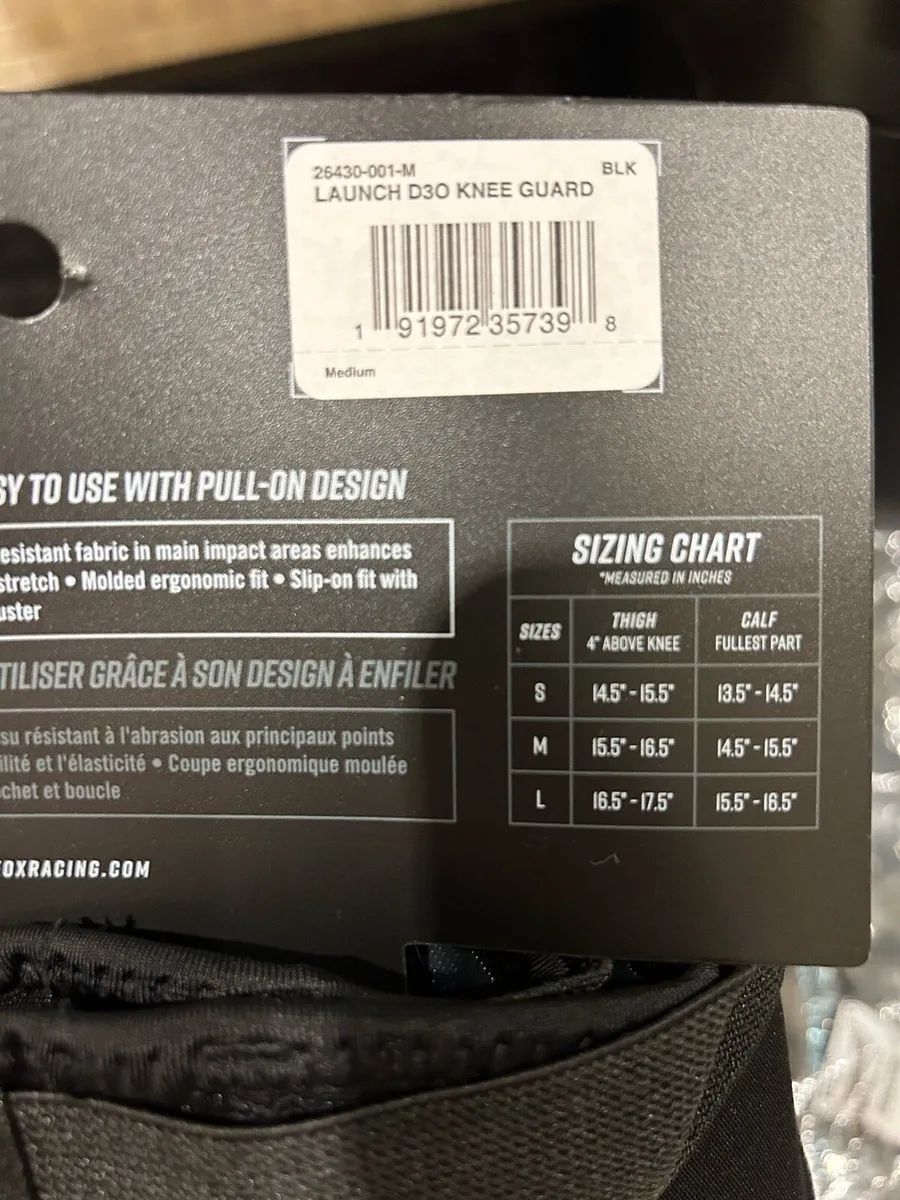 26430-001-M BLK
LAUNCH D3O KNEE GUARD
1 91972 35739 8
Medium
SY TO USE WITH PULL-ON DESIGN
esistant fabric in main impact areas enhances
stretch • Molded ergonomic fit • Slip-on fit with
uster
TILISER GRÂCE À SON DESIGN À ENFILER
su résistant à l'abrasion aux principaux points
ilité et l'élasticité • Coupe ergonomique moulée
chet et boucle
OXRACING.COM
SIZING CHART
*MEASURED IN INCHES
SIZES THIGH CALF
4" ABOVE KNEE FULLEST PART
S 14.5" - 15.5" 13.5" - 14.5"
M 15.5" - 16.5" 14.5" - 15.5"
L 16.5" - 17.5" 15.5" - 16.5"